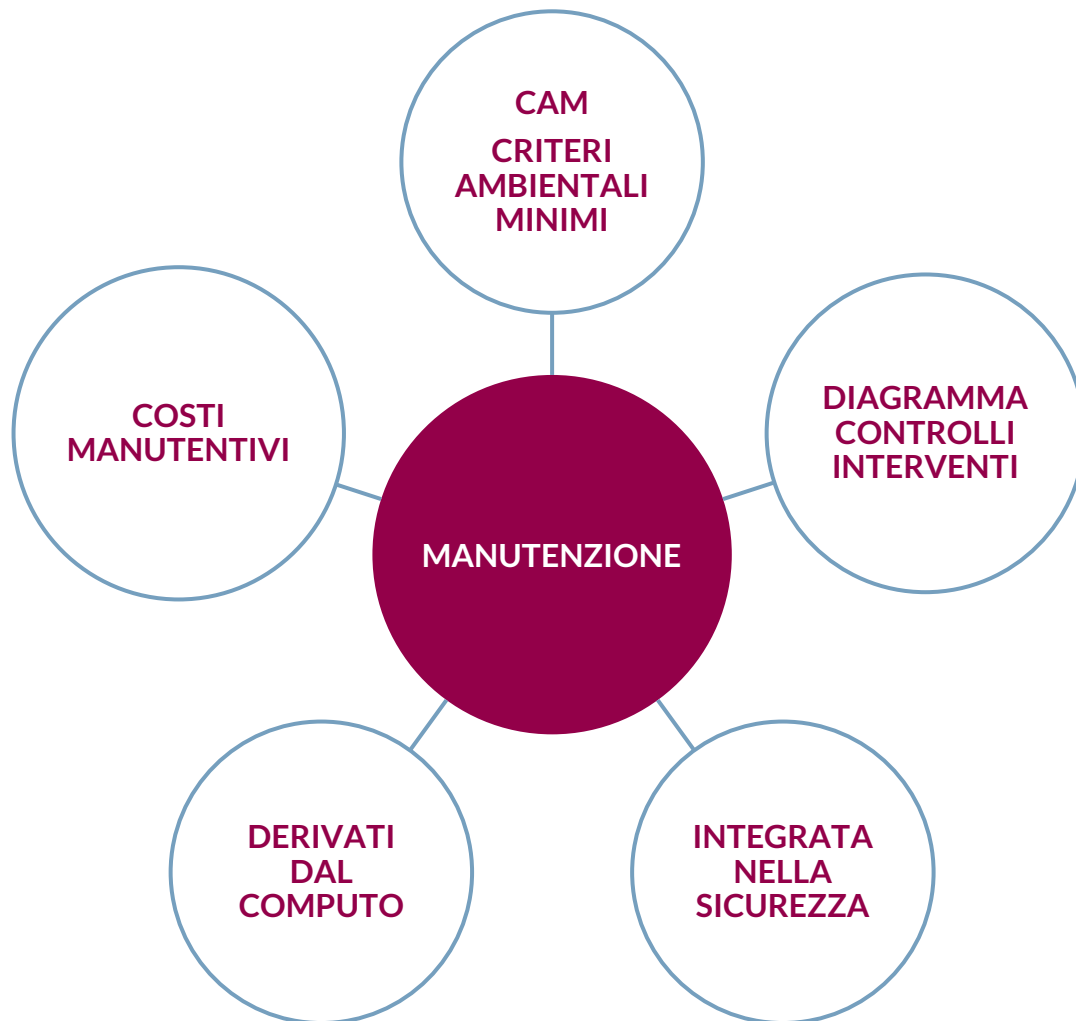 CAM
CRITERI
AMBIENTALI
MINIMI
COSTI
MANUTENTIVI
DIAGRAMMA
CONTROLLI
INTERVENTI
MANUTENZIONE
DERIVATI
DAL
COMPUTO
INTEGRATA
NELLA
SICUREZZA